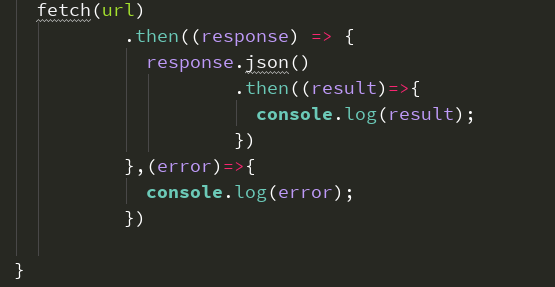 fetch(url)
.then((response) => {
response.json()
.then((result)=>{
console.log(result);
})
},(error)=>{
console.log(error);
})
}